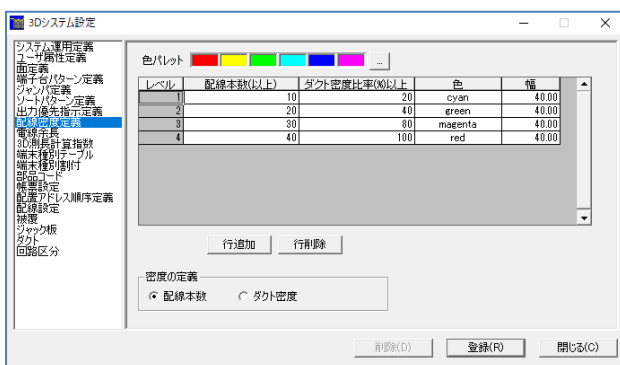 3Dシステム設定
システム運用定義
ユーザ属性定義
面定義
端子台パターン定義
ジャンパ定義
ソートパターン定義
出力優先指示定義
配線密度定義
電線余長
3D測長計算指数
端末種別テーブル
端末種別割付
部品コード
帳票設定
配置アドレス順序定義
配線設定
被覆
ジャック板
ダクト
回路区分
色パレット ...
レベル 配線本数(以上) ダクト密度比率(%)以上 色 幅
1 10 20 cyan 40.00
2 20 40 green 40.00
3 30 80 magenta 40.00
4 40 100 red 40.00
行追加 行削除
密度の定義
配線本数 ダクト密度
削除(D) 登録(R) 閉じる(C)